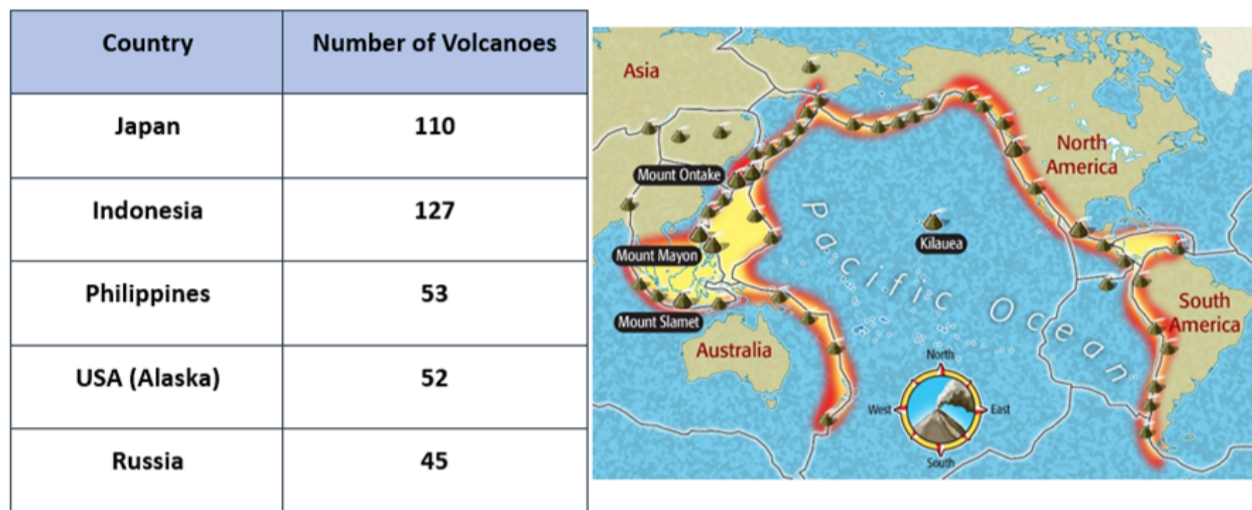 Country Number of Volcanoes
Japan 110
Indonesia 127
Philippines 53
USA (Alaska) 52
Russia 45
Asia
North
America
Mount Ontake
Pacific Ocean
Kilauea
Mount Mayon
Mount Slamet
South
America
Australia
North
West
East
South